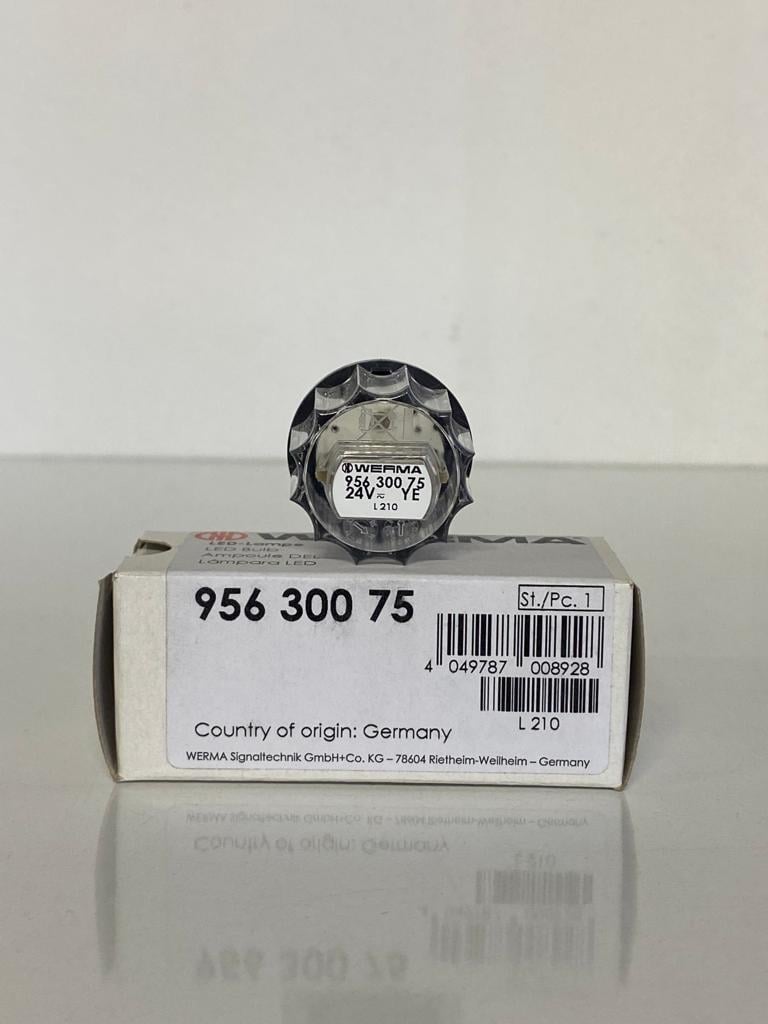 WERMA
956 300 75
24V⎓ YE
L 210
WERMA
LED-Lampe
LED Bulb
Ampoule DEL
Lámpara LED
956 300 75
St./Pc. 1
4 049787 008928
L 210
Country of origin: Germany
WERMA Signaltechnik GmbH+Co. KG – 78604 Rietheim-Weilheim – Germany